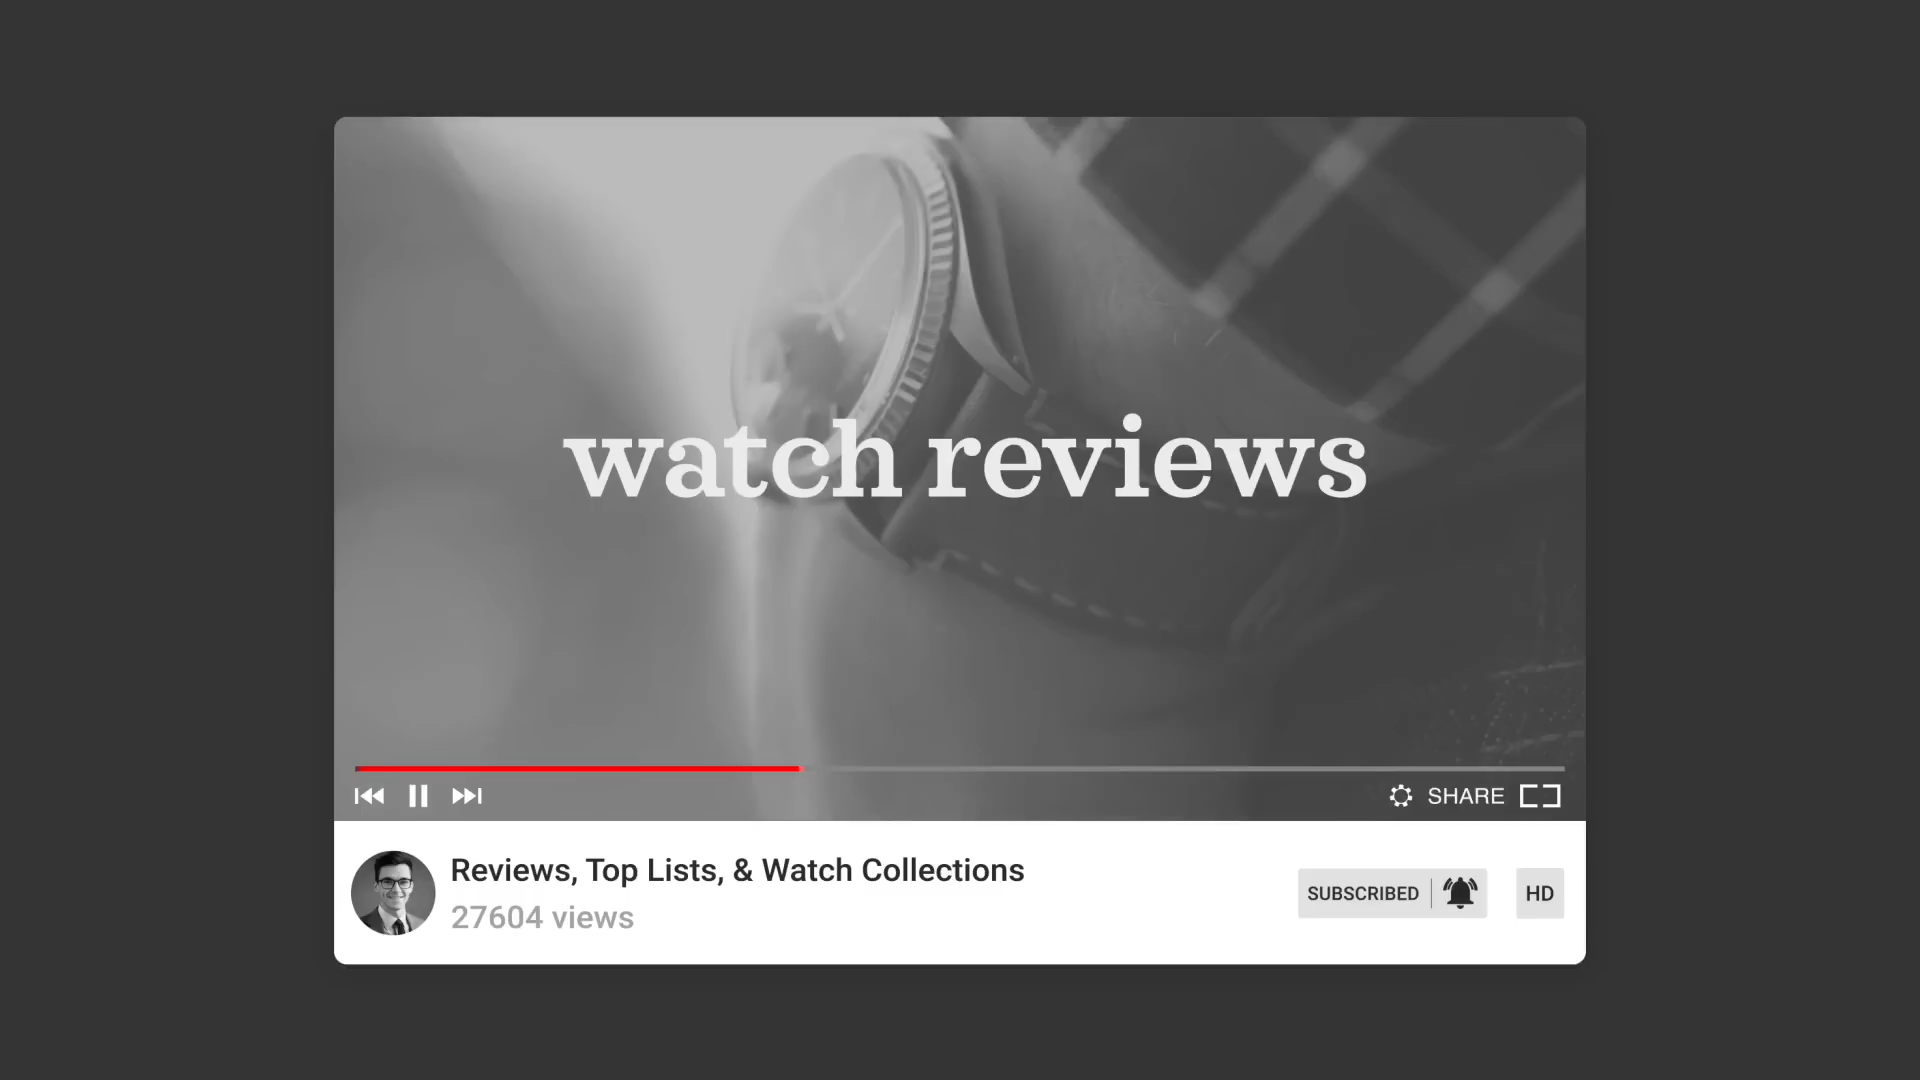 watch reviews
SHARE
Reviews, Top Lists, & Watch Collections
27604 views
SUBSCRIBED
HD